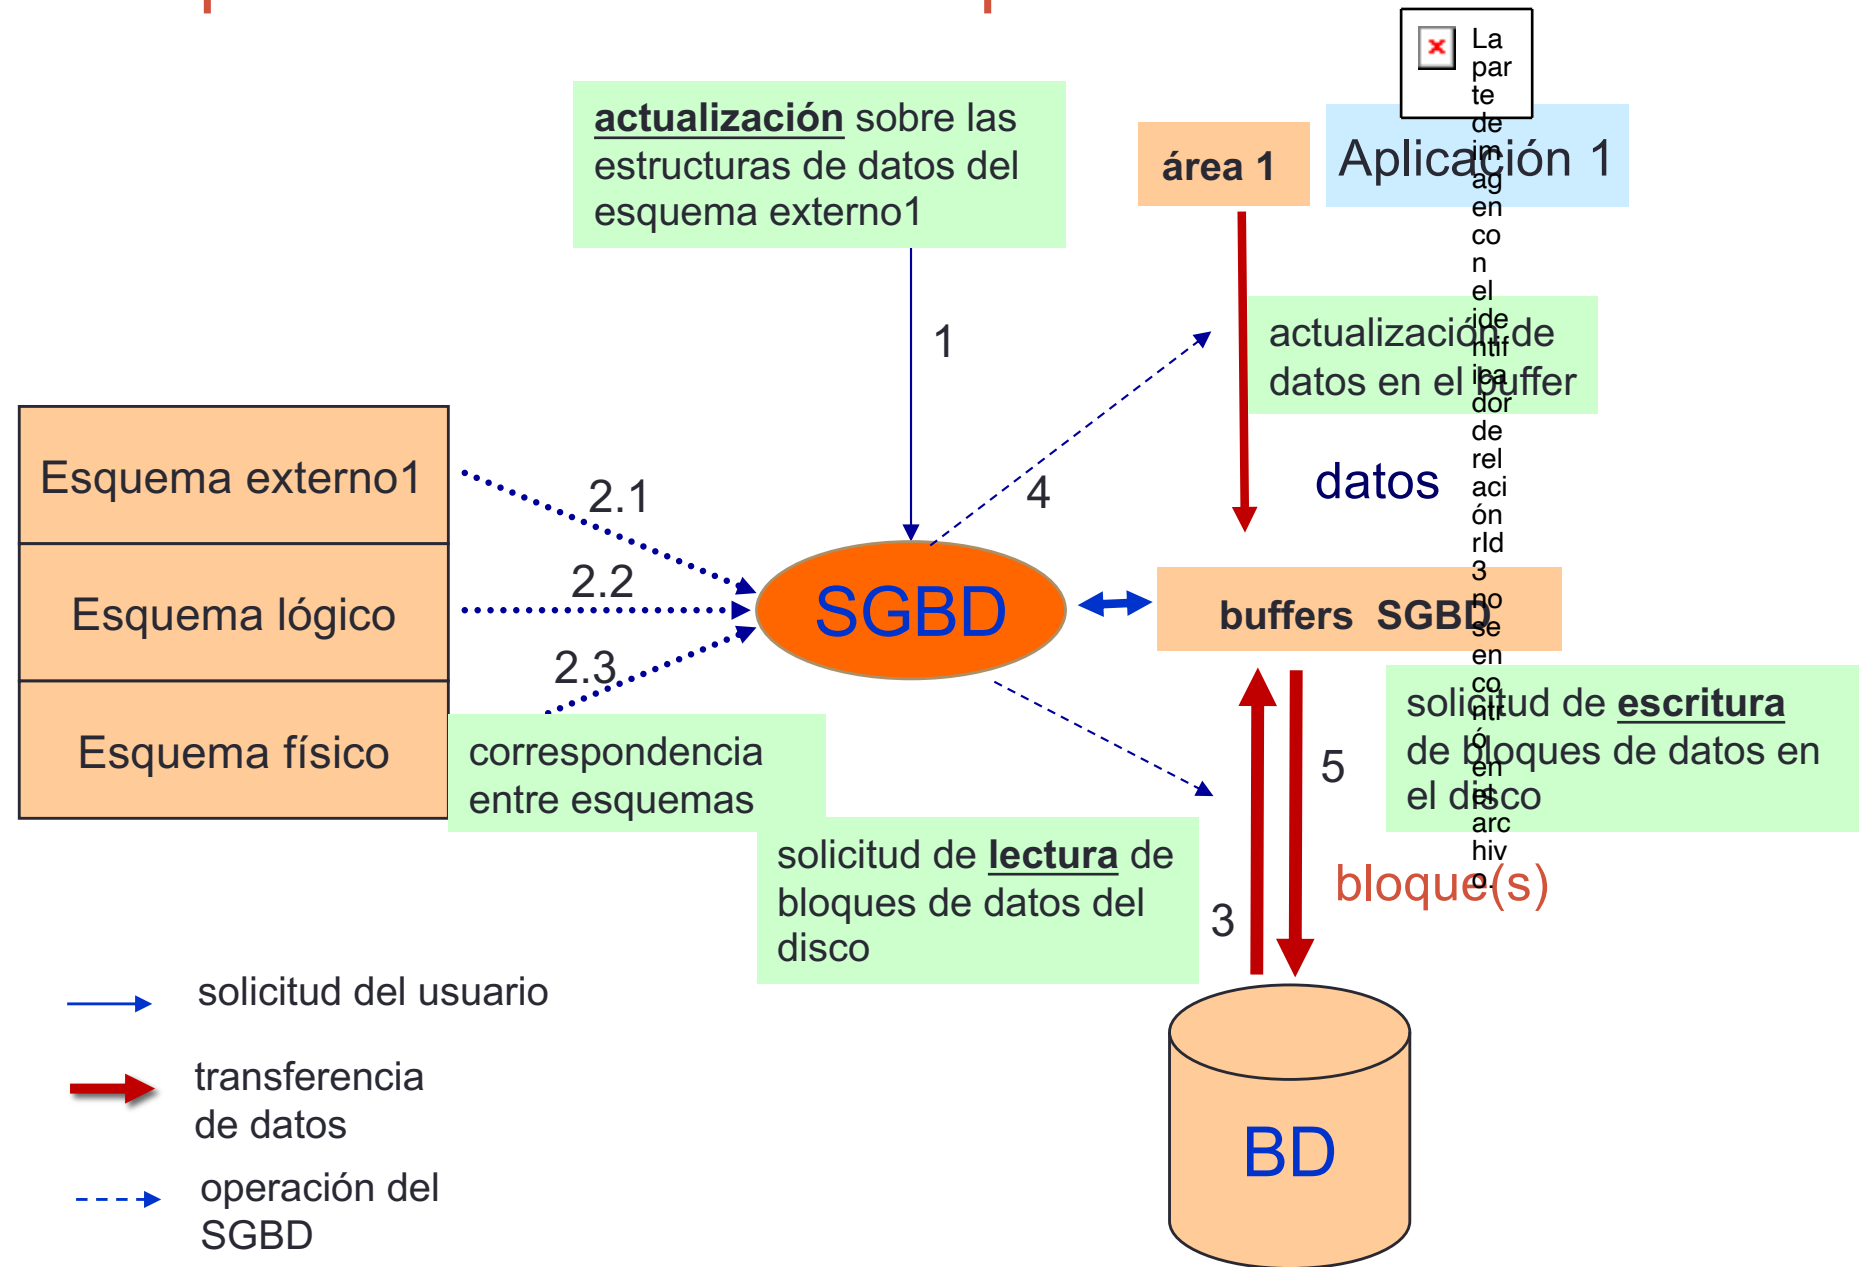 La
par
te
de
im
ag
en
co
n
el
ide
ntif
ica
dor
de
rel
aci
ón
rId
3
no
se
en
co
ntr
ó
en
el
arc
hiv
o.
actualización sobre las
estructuras de datos del
esquema externo1
área 1
Aplicación 1
1
actualización de
datos en el buffer
Esquema externo1
2.1
4
datos
Esquema lógico
2.2
SGBD
buffers SGBD
2.3
Esquema físico
correspondencia
entre esquemas
solicitud de escritura
de bloques de datos en
el disco
5
solicitud de lectura de
bloques de datos del
disco
3
bloque(s)
solicitud del usuario
transferencia
de datos
operación del
SGBD
BD